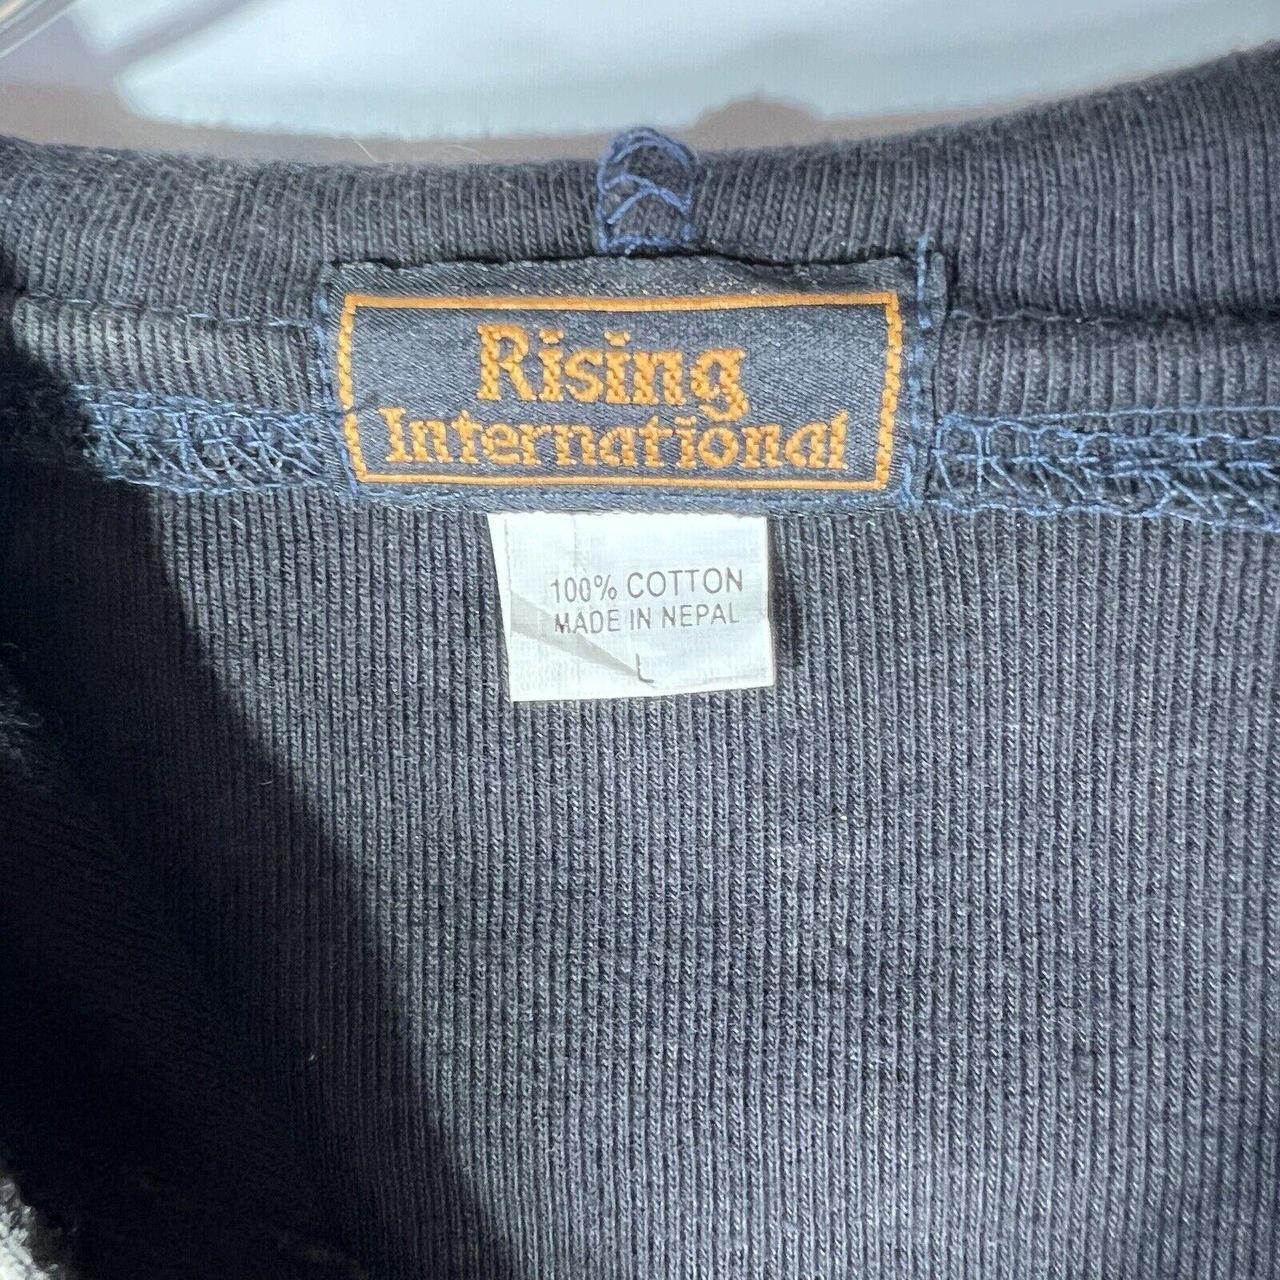 Rising
International
100% COTTON
MADE IN NEPAL
L